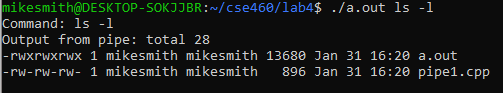 mikesmith@DESKTOP-SOKJJBR:~/cse460/lab4$ ./a.out ls -l
Command: ls -l
Output from pipe: total 28
-rwxrwxrwx 1 mikesmith mikesmith 13680 Jan 31 16:20 a.out
-rw-rw-rw- 1 mikesmith mikesmith   896 Jan 31 16:20 pipe1.cpp